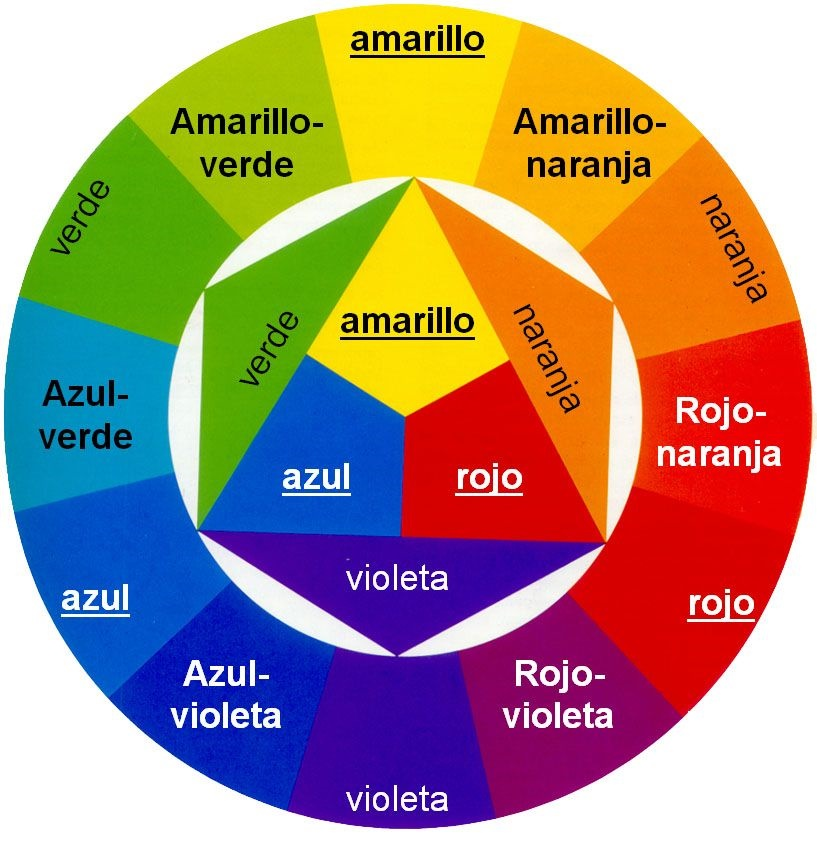 amarillo
Amarillo-
verde
Amarillo-
naranja
verde
naranja
amarillo
verde
naranja
Azul-
verde
Rojo-
naranja
azul
rojo
violeta
azul
rojo
Azul-
violeta
Rojo-
violeta
violeta